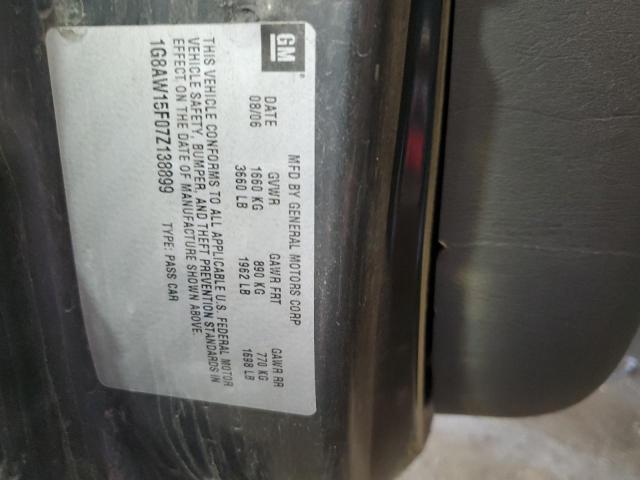 GM
MFD BY GENERAL MOTORS CORP
DATE GVWR GAWR FRT GAWR RR
08/06 1660 KG 890 KG 770 KG
3660 LB 1962 LB 1698 LB
THIS VEHICLE CONFORMS TO ALL APPLICABLE U.S. FEDERAL MOTOR
VEHICLE SAFETY, BUMPER, AND THEFT PREVENTION STANDARDS IN
EFFECT ON THE DATE OF MANUFACTURE SHOWN ABOVE.
1G8AW15F07Z138899 TYPE: PASS CAR